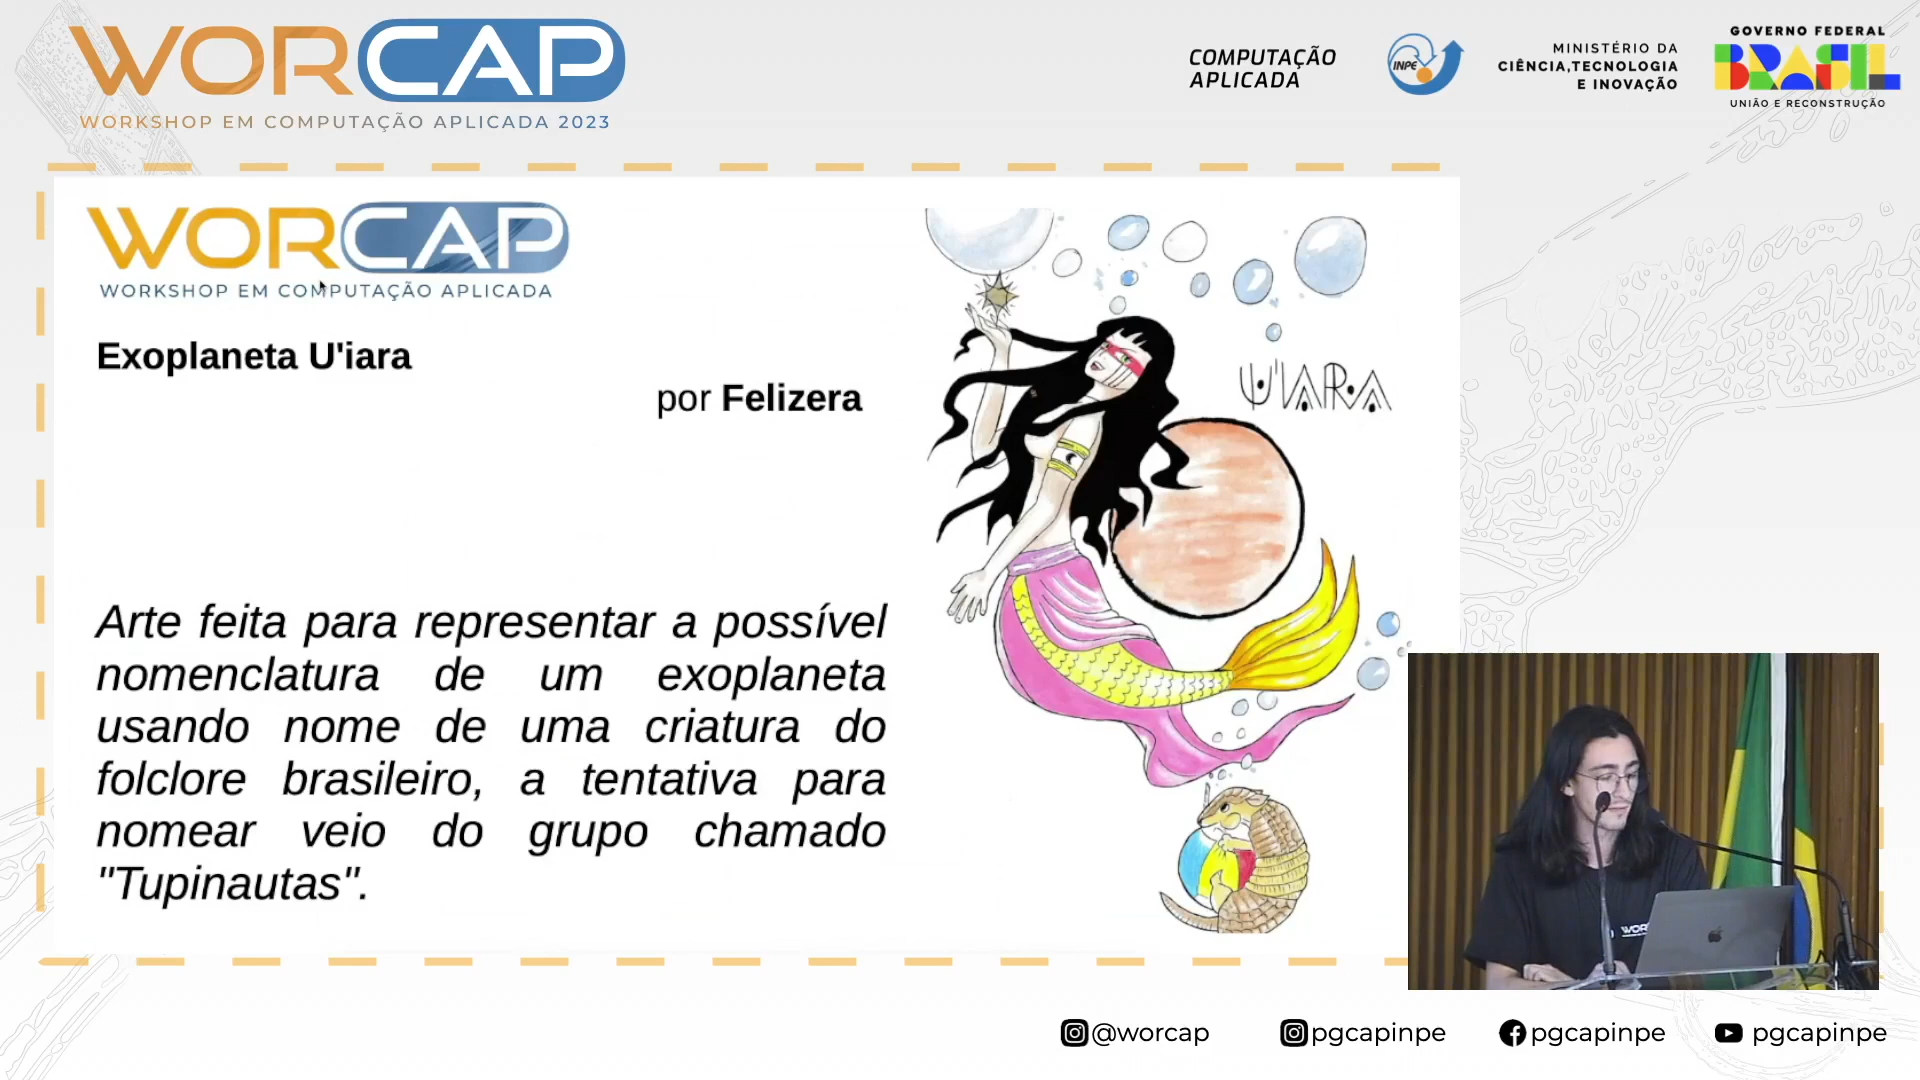 WORCAP
WORKSHOP EM COMPUTAÇÃO APLICADA 2023
COMPUTAÇÃO
APLICADA
INPE
MINISTÉRIO DA
CIÊNCIA,TECNOLOGIA
E INOVAÇÃO
GOVERNO FEDERAL
BRASIL
UNIÃO E RECONSTRUÇÃO
WORCAP
WORKSHOP EM COMPUTAÇÃO APLICADA
Exoplaneta U'iara
por Felizera
U'IARA
Arte feita para representar a possível
nomenclatura de um exoplaneta
usando nome de uma criatura do
folclore brasileiro, a tentativa para
nomear veio do grupo chamado
"Tupinautas".
@worcap
pgcapinpe
pgcapinpe
pgcapinpe